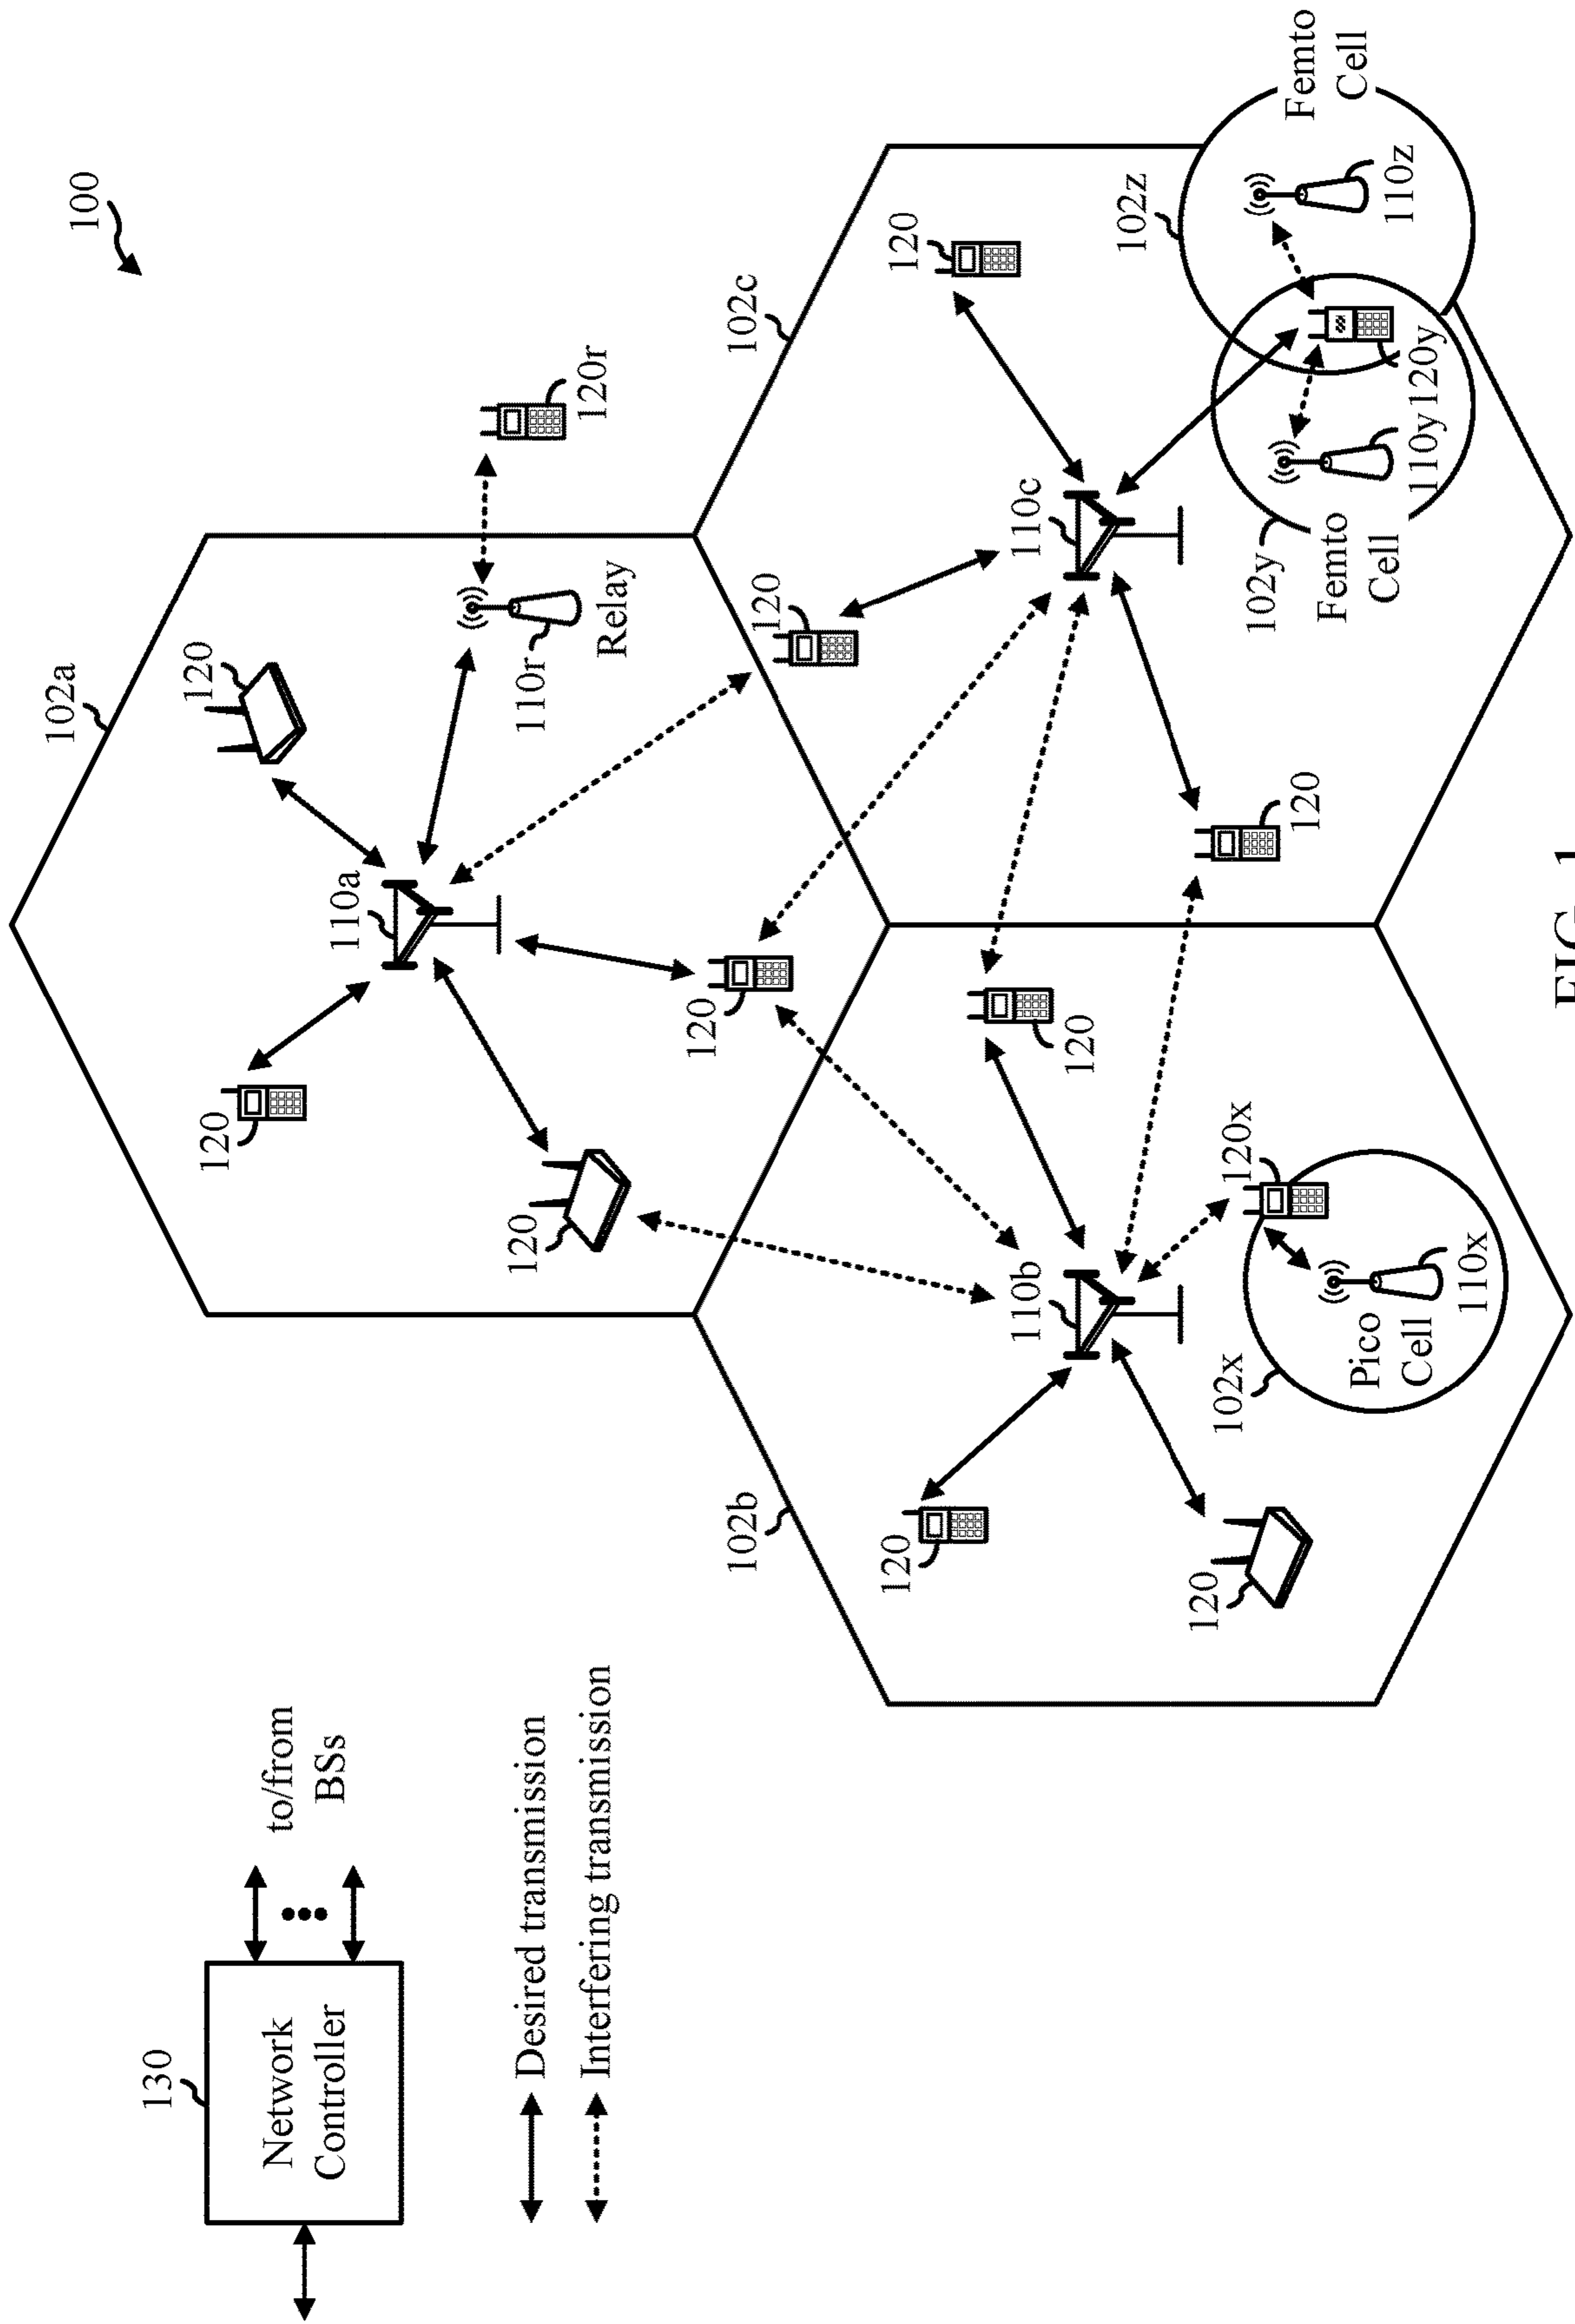 102a
100
130
120
120
Network
Controller
to/from
BSs
110a
120
110r
Relay
120r
Desired transmission
Interfering transmission
120
102b
102c
120
120
120
110b
110c
120
102z
120
102x
120x
120
102y
Femto
Cell
Femto
Cell
Pico
Cell
110z
110y
120y
110x
FIG. 1